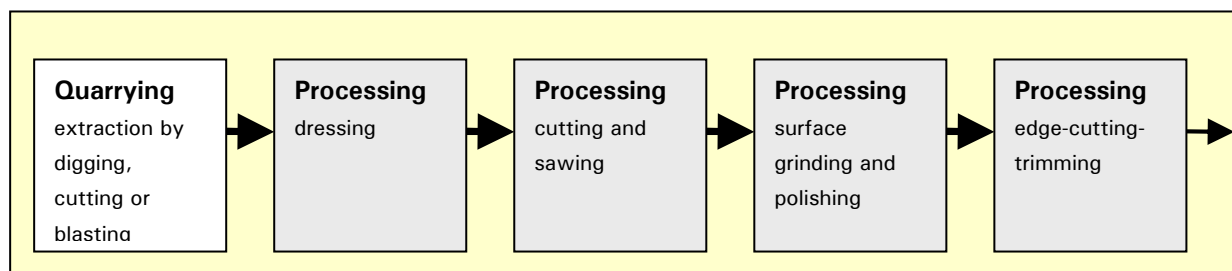 Quarrying
extraction by
digging,
cutting or
blasting
Processing
dressing
Processing
cutting and
sawing
Processing
surface
grinding and
polishing
Processing
edge-cutting-
trimming